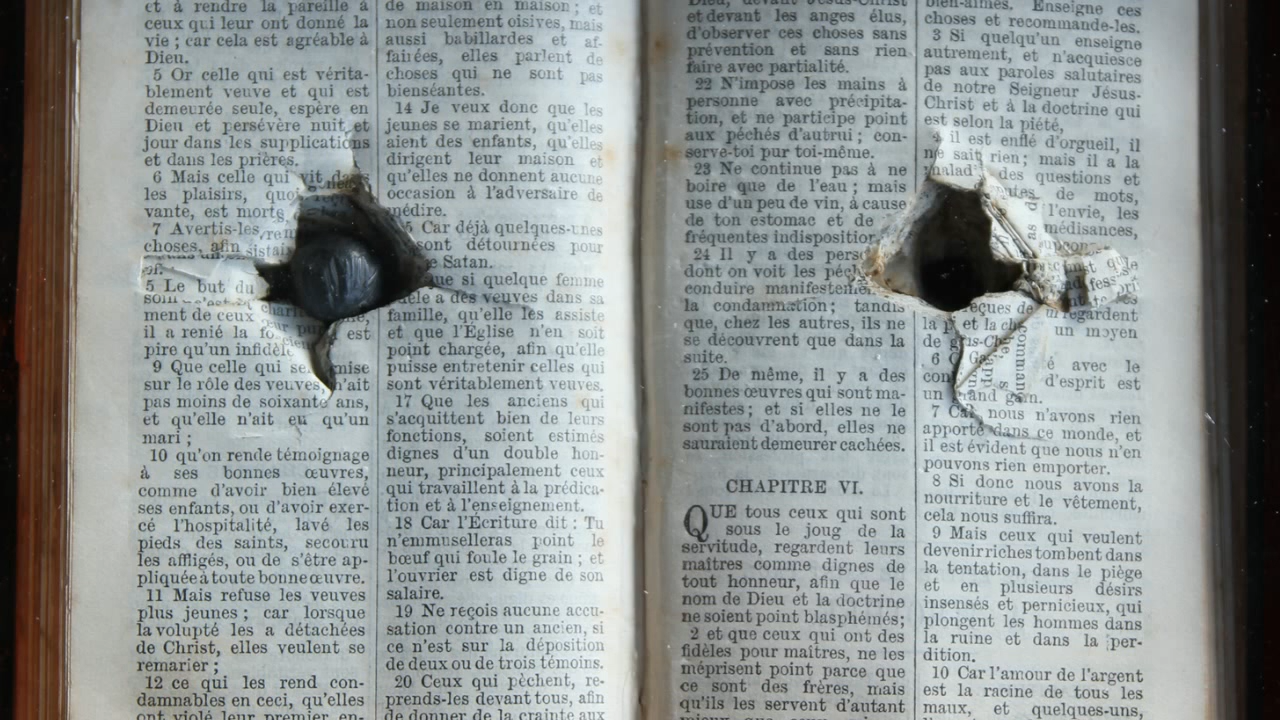 et à rendre la pareille à
ceux qui leur ont donné la
vie ; car cela est agréable à
Dieu.
5 Or celle qui est vérita-
blement veuve et qui est
demeurée seule, espère en
Dieu et persévère nuit et
jour dans les supplications
et dans les prières.
6 Mais celle qui vit
les plaisirs,
vante, est morte
7 Avertis-les
choses, afin
5 Le but du
ment de ceux
il a renié la est
pire qu'un infidèle
9 Que celle qui mise
sur le rôle des veuves, n'ait
pas moins de soixante ans,
et qu'elle n'ait eu qu'un
mari ;
10 qu'on rende témoignage
à ses bonnes œuvres,
comme d'avoir bien élevé
ses enfants, ou d'avoir exer-
cé l'hospitalité, lavé les
pieds des saints, secouru
les affligés, ou de s'être ap-
pliquée à toute bonne œuvre.
11 Mais refuse les veuves
plus jeunes ; car lorsque
la volupté les a détachées
de Christ, elles veulent se
remarier ;
12 ce qui les rend con-
damnables en ceci, qu'elles
ont violé leur premier en-
de maison en maison ; et
non seulement oisives, mais
aussi babillardes et af-
fairées, elles parlent de
choses qui ne sont pas
bienséantes.
14 Je veux donc que les
jeunes se marient, qu'elles
aient des enfants, qu'elles
dirigent leur maison et
qu'elles ne donnent aucune
occasion à l'adversaire de
médire.
Car déjà quelques-unes
sont détournées pour
Satan.
si quelque femme
a des veuves dans sa
famille, qu'elle les assiste
et que l'Église n'en soit
point chargée, afin qu'elle
puisse entretenir celles qui
sont véritablement veuves.
17 Que les anciens qui
s'acquittent bien de leurs
fonctions, soient estimés
dignes d'un double hon-
neur, principalement ceux
qui travaillent à la prédica-
tion et à l'enseignement.
18 Car l'Écriture dit : Tu
n'emmuselleras point le
bœuf qui foule le grain ; et
l'ouvrier est digne de son
salaire.
19 Ne reçois aucune accu-
sation contre un ancien, si
ce n'est sur la déposition
de deux ou de trois témoins.
20 Ceux qui pèchent, re-
prends-les devant tous, afin
de donner de la crainte aux
Dieu, devant Jésus-Christ
et devant les anges élus,
d'observer ces choses sans
prévention et sans rien
faire avec partialité.
22 N'impose les mains à
personne avec précipita-
tion, et ne participe point
aux péchés d'autrui ; con-
serve-toi pur toi-même.
23 Ne continue pas à ne
boire que de l'eau ; mais
use d'un peu de vin, à cause
de ton estomac et de
fréquentes
24 Il y a des
dont on voit les
conduire
la condamnation ; tandis
que, chez les autres, ils ne
se découvrent que dans la
suite.
25 De même, il y a des
bonnes œuvres qui sont ma-
nifestes ; et si elles ne le
sont pas d'abord, elles ne
sauraient demeurer cachées.
CHAPITRE VI.
QUE tous ceux qui sont
sous le joug de la
servitude, regardent leurs
maîtres comme dignes de
tout honneur, afin que le
nom de Dieu et la doctrine
ne soient point blasphémés;
2 et que ceux qui ont des
fidèles pour maîtres, ne les
méprisent point parce que
ce sont des frères, mais
qu'ils les servent d'autant
bien-aimés. Enseigne ces
choses et recommande-les.
3 Si quelqu'un enseigne
autrement, et n'acquiesce
pas aux paroles salutaires
de notre Seigneur Jésus-
Christ et à la doctrine qui
est selon la piété,
4 il est enflé d'orgueil, il
ne sait rien; mais il a la
des questions et
de mots,
l'envie, les
médisances,
regardent
un moyen
6 é avec le
d'esprit est
un grand gain.
7 Car nous n'avons rien
apporté dans ce monde, et
il est évident que nous n'en
pouvons rien emporter.
8 Si donc nous avons la
nourriture et le vêtement,
cela nous suffira.
9 Mais ceux qui veulent
devenir riches tombent dans
la tentation, dans le piège
et en plusieurs désirs
insensés et pernicieux, qui
plongent les hommes dans
la ruine et dans la per-
dition.
10 Car l'amour de l'argent
est la racine de tous les
maux, et quelques-uns,